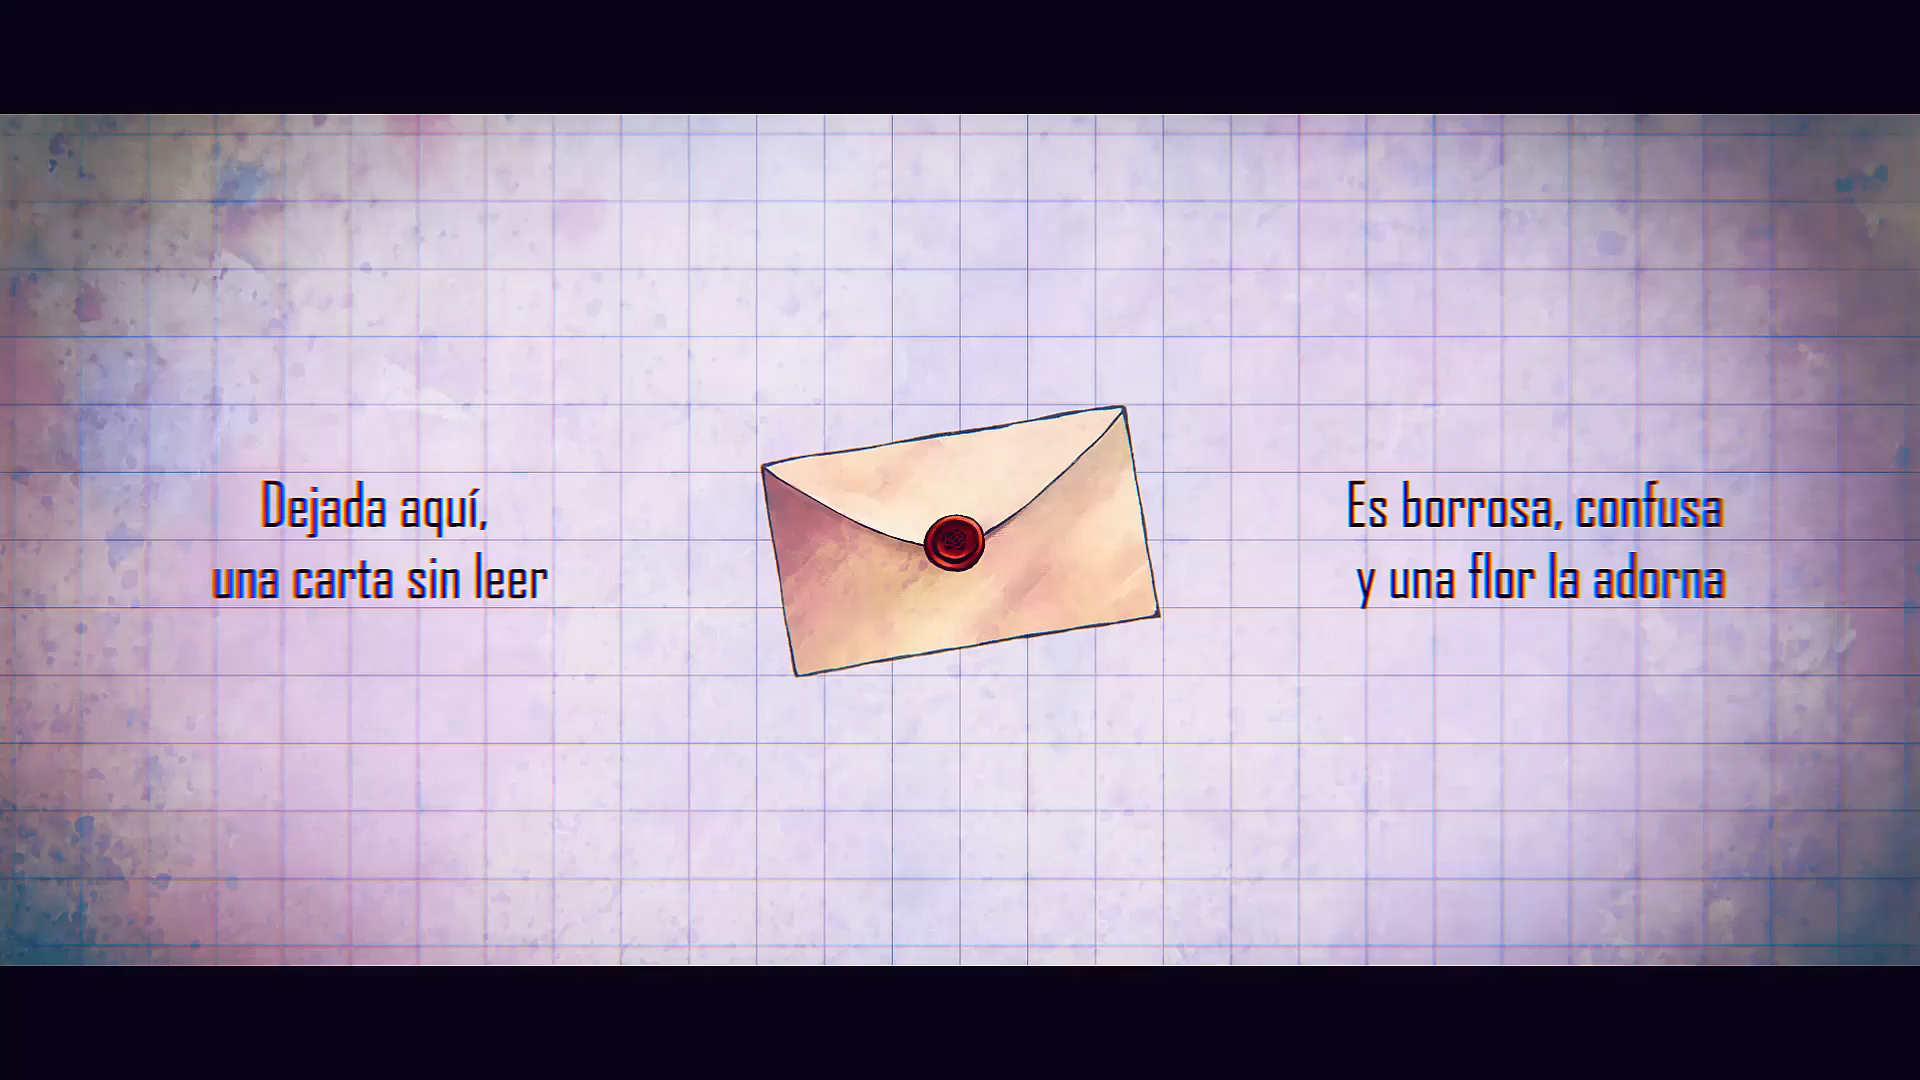 Dejada aquí,
una carta sin leer
Es borrosa, confusa
y una flor la adorna